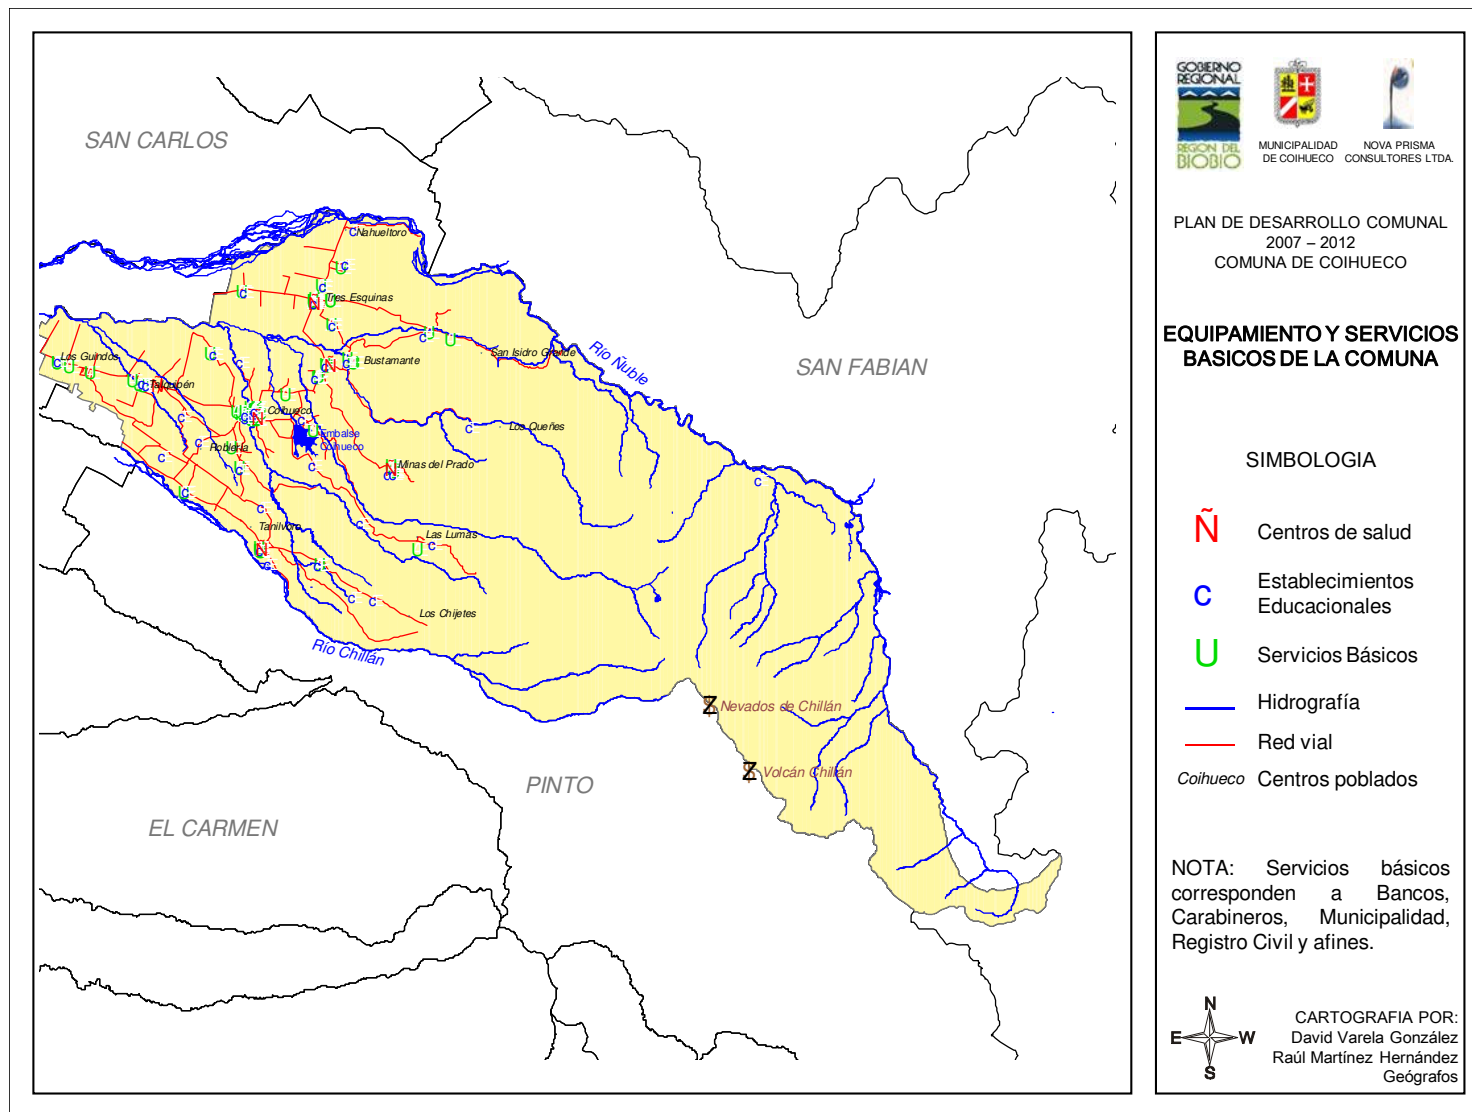 SAN CARLOS
Nahueltoro
Tres Esquinas
San Isidro Grande
Río Ñuble
SAN FABIAN
Los Guindos
Bustamante
Talquipén
Coihueco
Los Queñes
Embalse
Coihueco
Roblería
Minas del Prado
Tanilvoro
Las Lumas
Los Chijetes
Río Chillán
Nevados de Chillán
Volcán Chillán
PINTO
EL CARMEN
GOBIERNO
REGIONAL
REGION DEL
BIOBIO
MUNICIPALIDAD
DE COIHUECO
NOVA PRISMA
CONSULTORES LTDA.
PLAN DE DESARROLLO COMUNAL
2007 – 2012
COMUNA DE COIHUECO
EQUIPAMIENTO Y SERVICIOS
BASICOS DE LA COMUNA
SIMBOLOGIA
Ñ Centros de salud
C Establecimientos
Educacionales
U Servicios Básicos
Hidrografía
Red vial
Coihueco Centros poblados
NOTA: Servicios básicos
corresponden a Bancos,
Carabineros, Municipalidad,
Registro Civil y afines.
N
E W
S
CARTOGRAFIA POR:
David Varela González
Raúl Martínez Hernández
Geógrafos